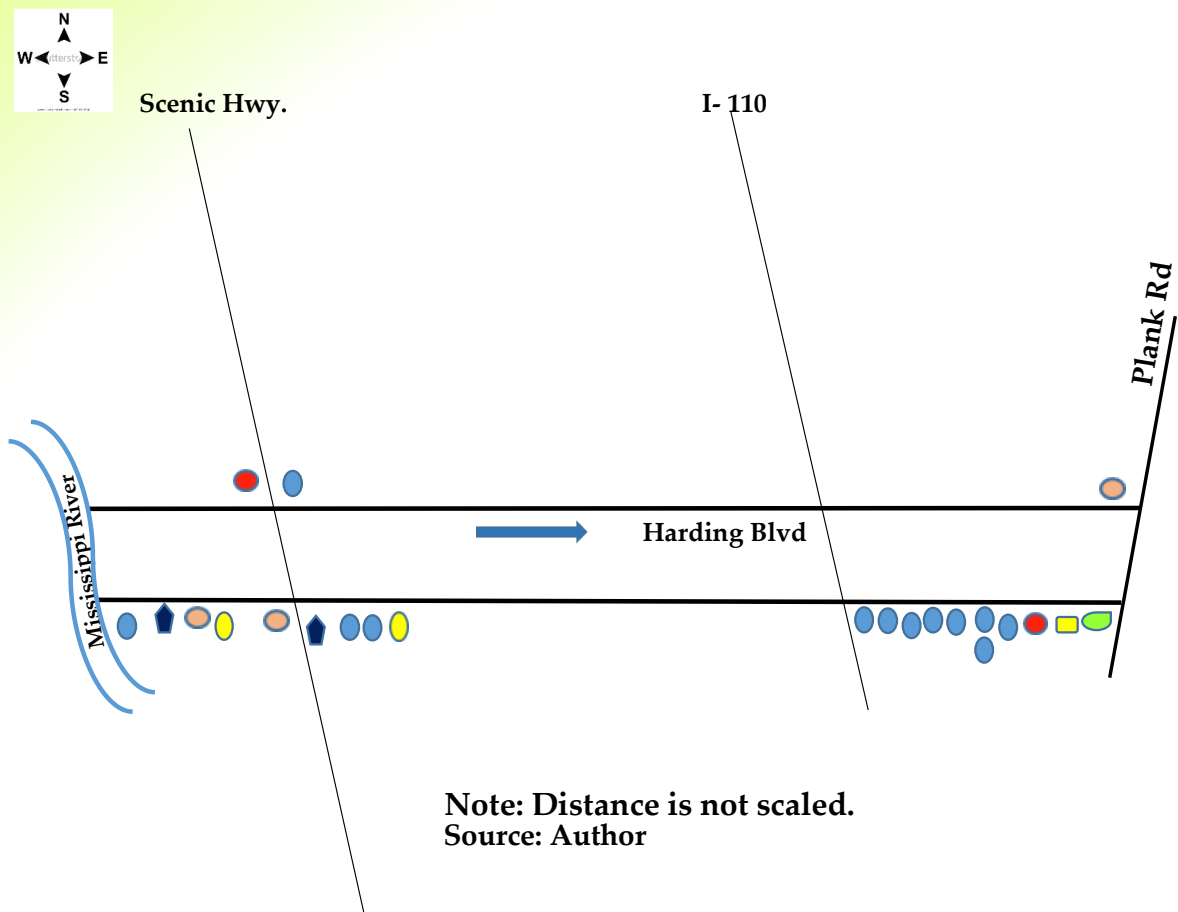 N
W E
S
Scenic Hwy.
I- 110
Plank Rd
Mississippi River
Harding Blvd
Note: Distance is not scaled.
Source: Author